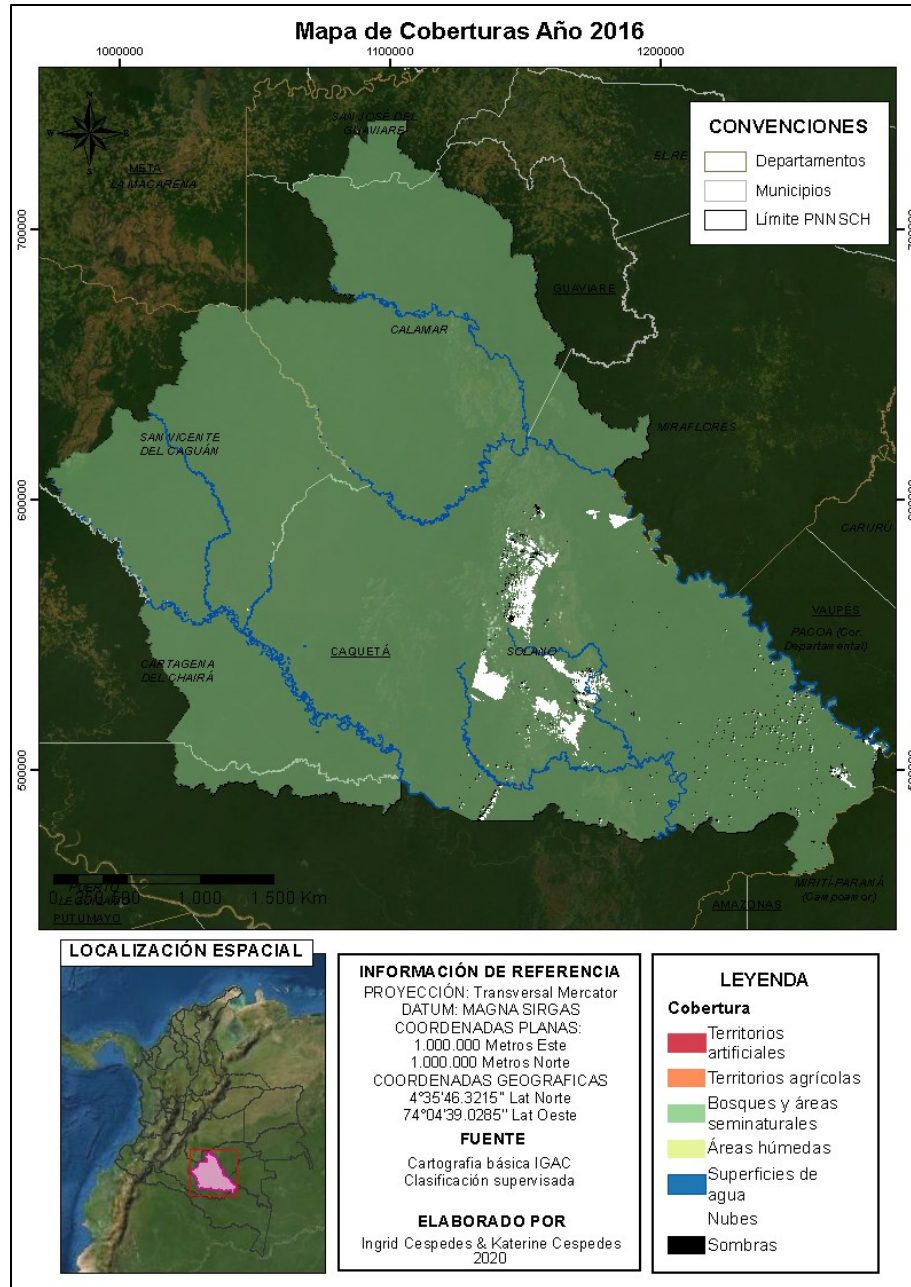 Mapa de Coberturas Año 2016
1000000
1100000
1200000
SAN JOSÉ DEL
GUAVIARE
META
LA MACARENA
CONVENCIONES
Departamentos
Municipios
Límite PNNSCH
700000
GUAVIARE
CALAMAR
SAN VICENTE
DEL CAGUÁN
MIRAFLORES
600000
CARURÚ
VAUPÉS
PACOA (Cor.
Departamental)
CARTAGENA
DEL CHAIRÁ
CAQUETÁ
SOLANO
500000
1.000
1.500 Km
PUTUMAYO
AMAZONAS
MIRITÍ-PARANÁ
(Campoamor)
LOCALIZACIÓN ESPACIAL
INFORMACIÓN DE REFERENCIA
PROYECCIÓN: Transversal Mercator
DATUM: MAGNA SIRGAS
COORDENADAS PLANAS:
1.000.000 Metros Este
1.000.000 Metros Norte
COORDENADAS GEOGRAFICAS
4°35'46.3215" Lat Norte
74°04'39.0285" Lat Oeste
FUENTE
Cartografia básica IGAC
Clasificación supervisada
ELABORADO POR
Ingrid Cespedes & Katerine Cespedes
2020
LEYENDA
Cobertura
Territorios
artificiales
Territorios agrícolas
Bosques y áreas
seminaturales
Áreas húmedas
Superficies de
agua
Nubes
Sombras